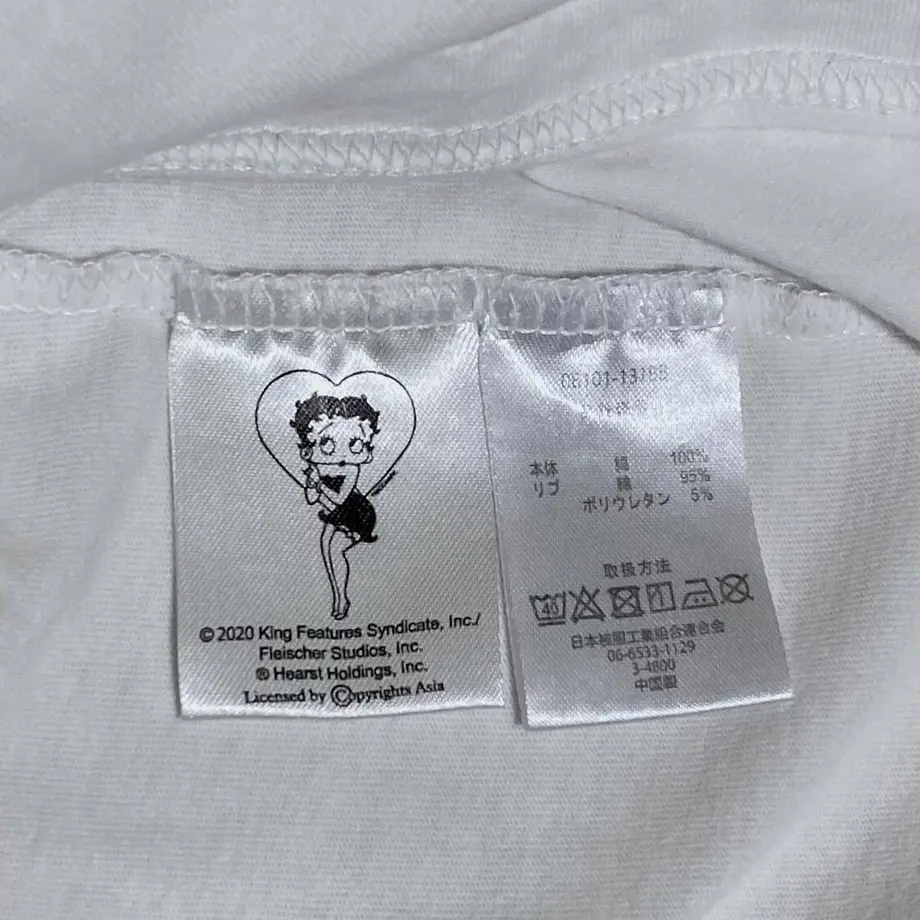 © 2020 King Features Syndicate, Inc./
Fleischer Studios, Inc.
® Hearst Holdings, Inc.
Licensed by Copyrights Asia
本体 綿 100%
リブ 綿 95%
ポリウレタン 5%
取扱方法
40
日本被服工業組合連合会
06-6533-1129
3-4800
中国製